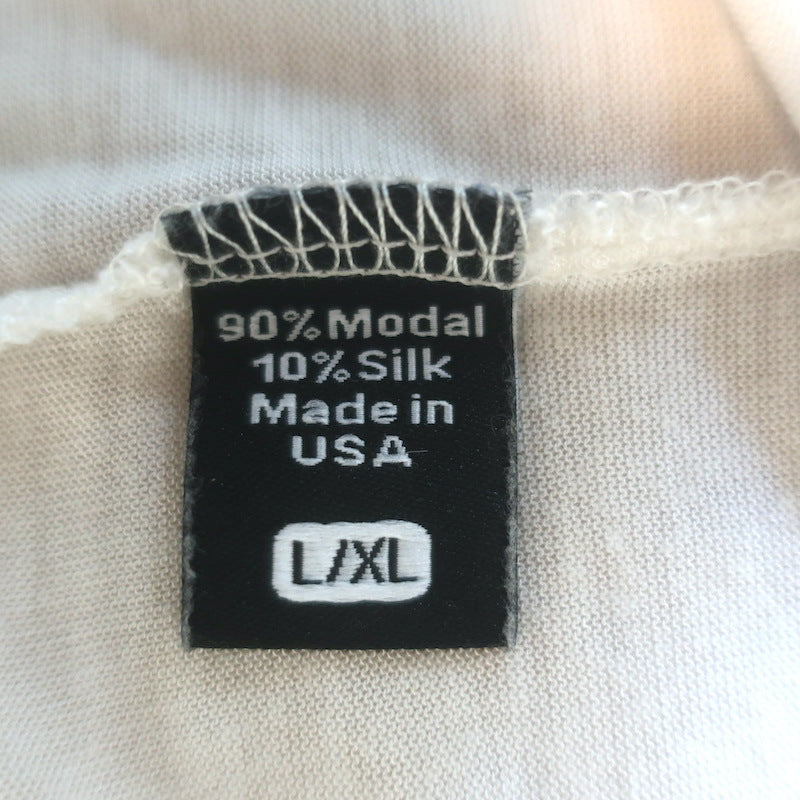 90% Modal
10% Silk
Made in
USA
L/XL